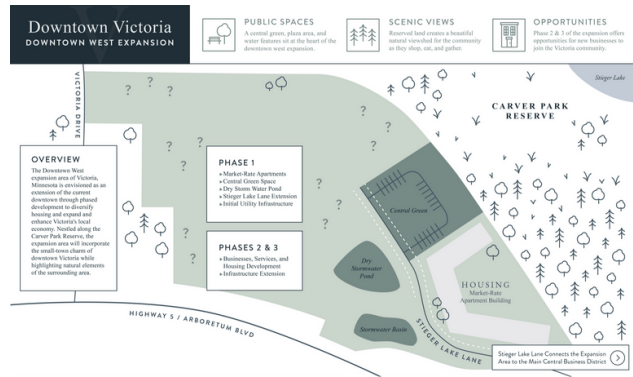 Downtown Victoria
DOWNTOWN WEST EXPANSION
PUBLIC SPACES
A central green, plaza area, and
water features sit at the heart of the
downtown west expansion.
SCENIC VIEWS
Reserved land creates a beautiful
natural viewshed for the community
as they shop, eat, and gather.
OPPORTUNITIES
Phase 2 & 3 of the expansion offers
opportunities for new businesses to
join the Victoria community.
Stieger Lake
CARVER PARK
RESERVE
VICTORIA DRIVE
? ? ?
?
?
? ?
?
?
?
?
?
?
?
?
OVERVIEW
The Downtown West
expansion area of Victoria,
Minnesota is envisioned as an
extension of the current
downtown through phased
development to diversify
housing and expand and
enhance Victoria's local
economy. Nestled along the
Carver Park Reserve, the
expansion area will incorporate
the small-town charm of
downtown Victoria while
highlighting natural elements
of the surrounding area.
PHASE 1
» Market-Rate Apartments
» Central Green Space
» Dry Storm Water Pond
» Stieger Lake Lane Extension
» Initial Utility Infrastructure
PHASES 2 & 3
» Businesses, Services, and
Housing Development
» Infrastructure Extension
Central Green
Dry
Stormwater
Pond
HOUSING
Market-Rate
Apartment Building
Stormwater Basin
STIEGER LAKE LANE
HIGHWAY 5 / ARBORETUM BLVD
Stieger Lake Lane Connects the Expansion
Area to the Main Central Business District